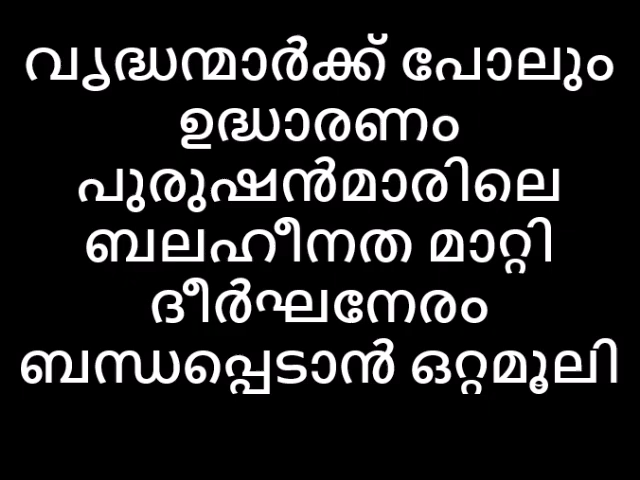 വൃദ്ധന്മാർക്ക് പോലും
ഉദ്ധാരണം
പുരുഷൻമാരിലെ
ബലഹീനത മാറ്റി
ദീർഘനേരം
ബന്ധപ്പെടാൻ ഒറ്റമൂലി